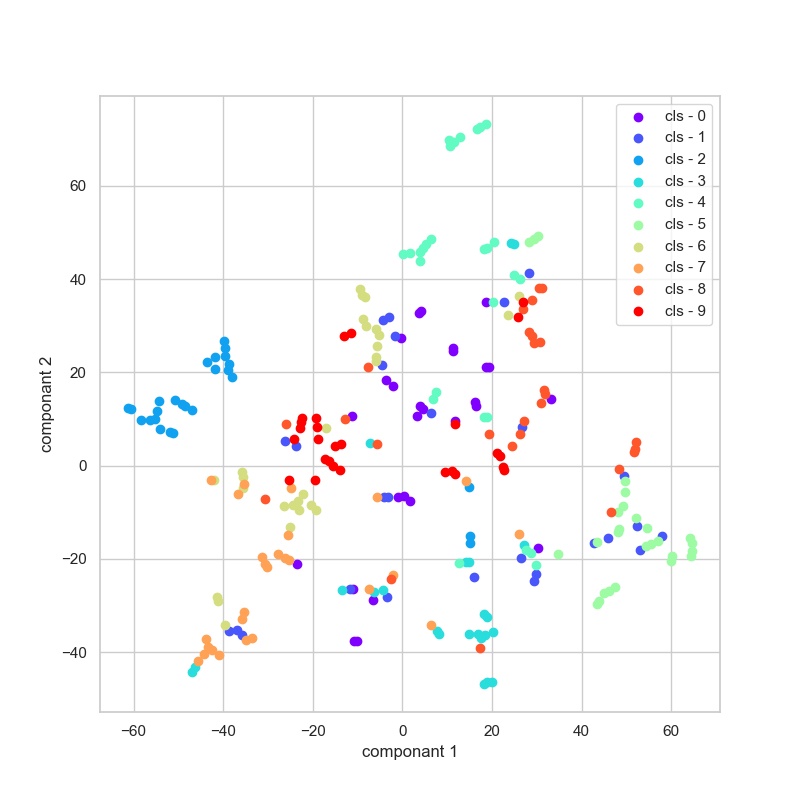 cls - 0
cls - 1
cls - 2
cls - 3
cls - 4
cls - 5
cls - 6
cls - 7
cls - 8
cls - 9
60
40
20
0
−20
−40
componant 2
−60 −40 −20 0 20 40 60
componant 1